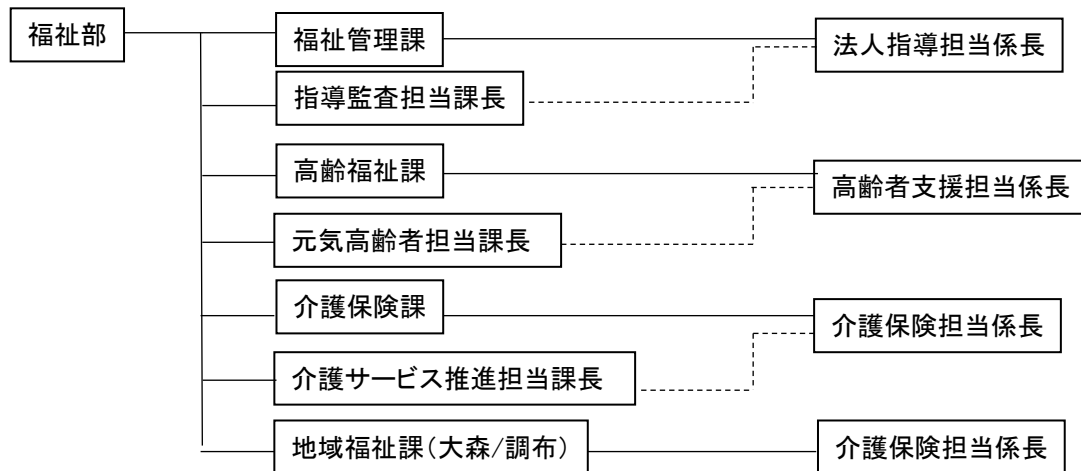 福祉部
福祉管理課
法人指導担当係長
指導監査担当課長
高齢福祉課
高齢者支援担当係長
元気高齢者担当課長
介護保険課
介護保険担当係長
介護サービス推進担当課長
地域福祉課(大森/調布)
介護保険担当係長